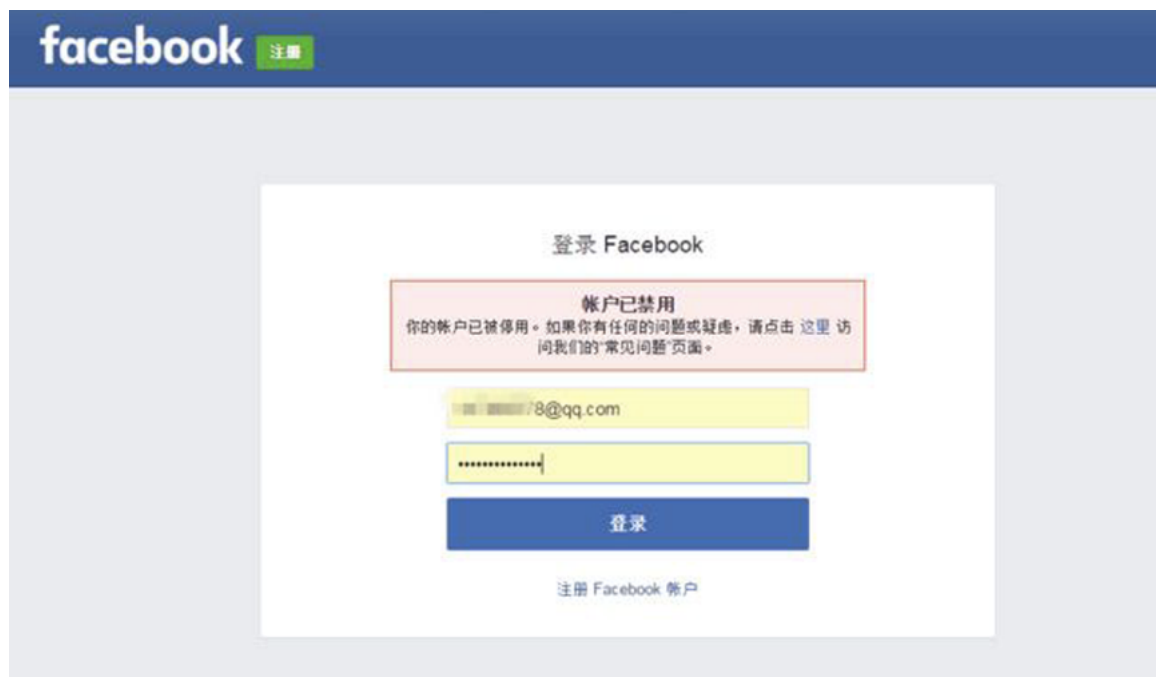 facebook 注册
登录 Facebook
帐户已禁用
你的帐户已被停用。如果你有任何的问题或疑虑，请点击 这里 访
问我们的“常见问题”页面。
8@qq.com
登录
注册 Facebook 帐户